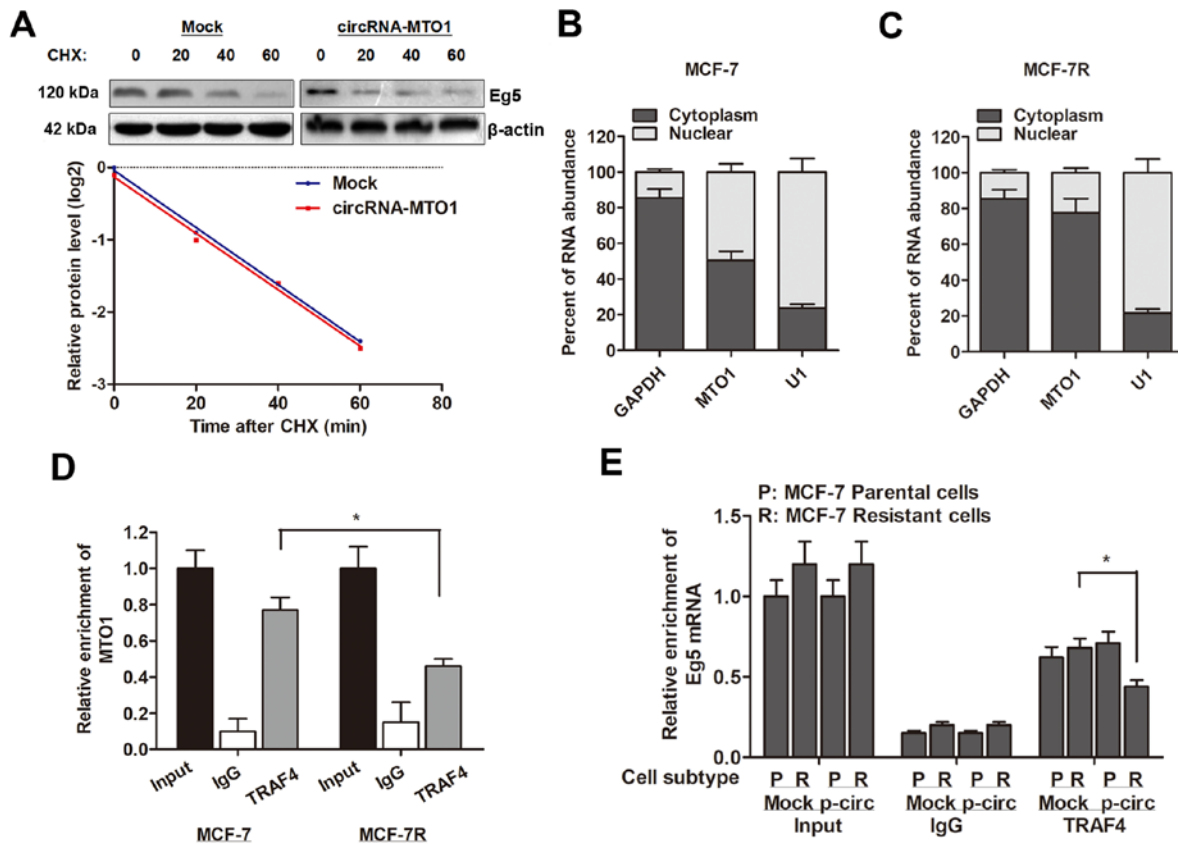 A
Mock
circRNA-MTO1
CHX:
0 20 40 60
0 20 40 60
120 kDa
Eg5
42 kDa
β-actin
Relative protein level (log2)
0
-1
-2
-3
Mock
circRNA-MTO1
0 20 40 60 80
Time after CHX (min)
B
MCF-7
Cytoplasm
Nuclear
Percent of RNA abundance
120
100
80
60
40
20
0
GAPDH
MTO1
U1
C
MCF-7R
Cytoplasm
Nuclear
Percent of RNA abundance
120
100
80
60
40
20
0
GAPDH
MTO1
U1
D
Relative enrichment of
MTO1
1.2
1.0
0.8
0.6
0.4
0.2
0.0
*
Input
IgG
TRAF4
Input
IgG
TRAF4
MCF-7
MCF-7R
E
P: MCF-7 Parental cells
R: MCF-7 Resistant cells
Relative enrichment of
Eg5 mRNA
1.5
1.0
0.5
0.0
*
Cell subtype
P R P R P R P R P R P R
Mock p-circ Mock p-circ Mock p-circ
Input IgG TRAF4